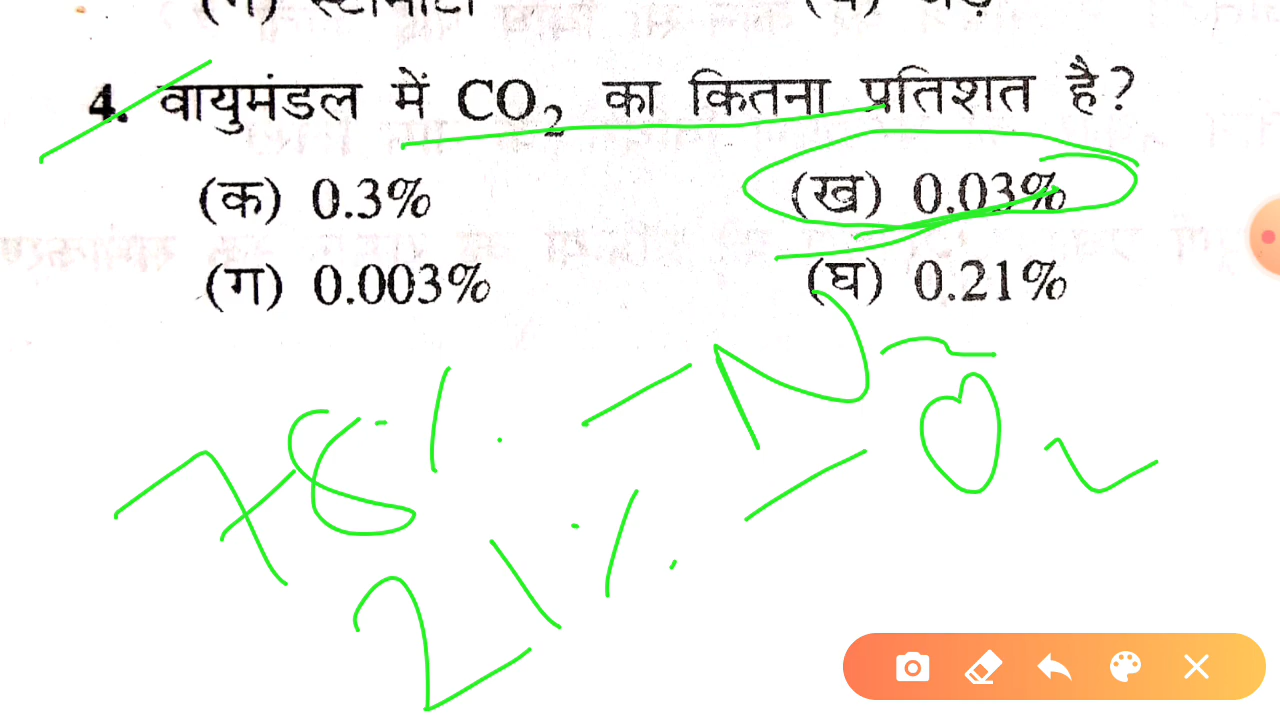 4. वायुमंडल में CO₂ का कितना प्रतिशत है?
(क) 0.3% (ख) 0.03%
(ग) 0.003% (घ) 0.21%
78% - N₂
21% - O₂